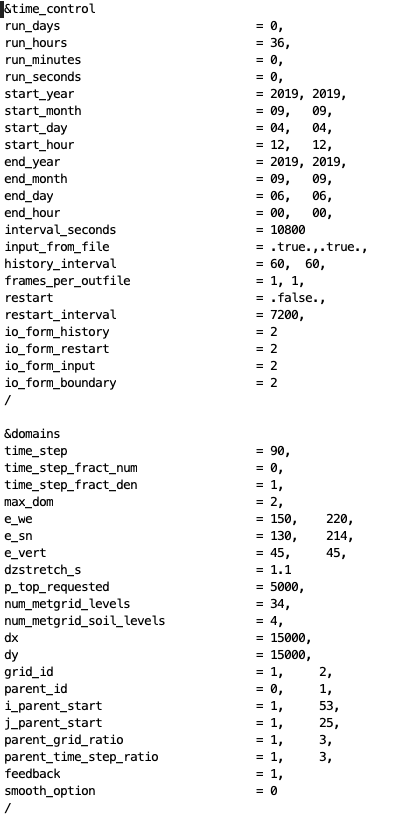 &time_control
run_days                            = 0,
run_hours                           = 36,
run_minutes                         = 0,
run_seconds                         = 0,
start_year                          = 2019, 2019,
start_month                         = 09,   09,
start_day                           = 04,   04,
start_hour                          = 12,   12,
end_year                            = 2019, 2019,
end_month                           = 09,   09,
end_day                             = 06,   06,
end_hour                            = 00,   00,
interval_seconds                    = 10800
input_from_file                     = .true.,.true.,
history_interval                    = 60,  60,
frames_per_outfile                  = 1, 1,
restart                             = .false.,
restart_interval                    = 7200,
io_form_history                     = 2
io_form_restart                     = 2
io_form_input                       = 2
io_form_boundary                    = 2
/
&domains
time_step                           = 90,
time_step_fract_num                 = 0,
time_step_fract_den                 = 1,
max_dom                             = 2,
e_we                                = 150,    220,
e_sn                                = 130,    214,
e_vert                              = 45,     45,
dzstretch_s                         = 1.1
p_top_requested                     = 5000,
num_metgrid_levels                  = 34,
num_metgrid_soil_levels             = 4,
dx                                  = 15000,
dy                                  = 15000,
grid_id                             = 1,     2,
parent_id                           = 0,     1,
i_parent_start                      = 1,     53,
j_parent_start                      = 1,     25,
parent_grid_ratio                   = 1,     3,
parent_time_step_ratio              = 1,     3,
feedback                            = 1,
smooth_option                       = 0
/